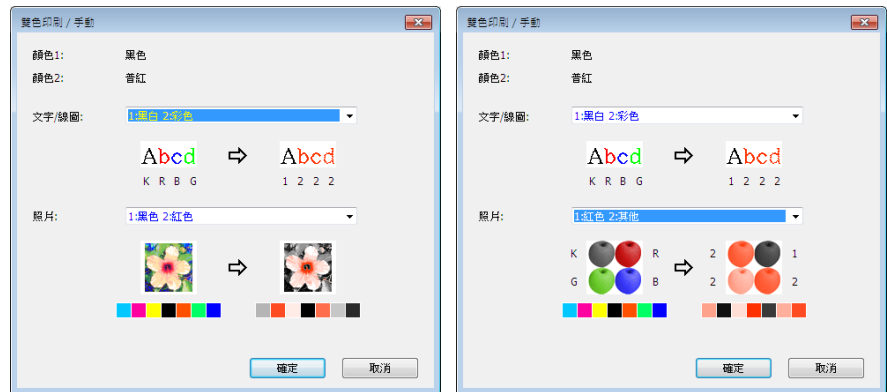 雙色印刷 / 手動
顏色1: 黑色
顏色2: 普紅
文字/線圖: 1:黑白 2:彩色
Abcd Abcd
K R B G 1 2 2 2
照片: 1:黑色 2:紅色
確定 取消
雙色印刷 / 手動
顏色1: 黑色
顏色2: 普紅
文字/線圖: 1:黑白 2:彩色
Abcd Abcd
K R B G 1 2 2 2
照片: 1:紅色 2:其他
K R 2 1
G B 2 2
確定 取消